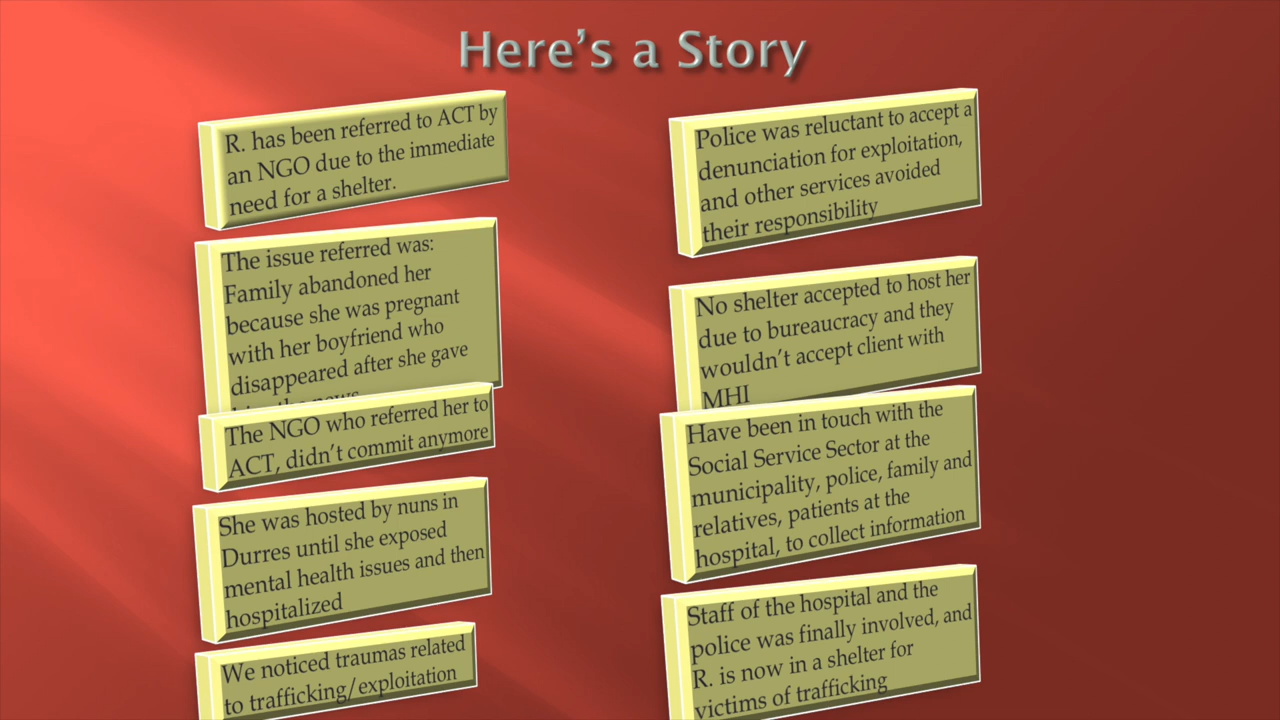 Here's a Story
R. has been referred to ACT by
an NGO due to the immediate
need for a shelter.
The issue referred was:
Family abandoned her
because she was pregnant
with her boyfriend who
disappeared after she gave
The NGO who referred her to
ACT, didn't commit anymore
She was hosted by nuns in
Durres until she exposed
mental health issues and then
hospitalized
We noticed traumas related
to trafficking/exploitation
Police was reluctant to accept a
denunciation for exploitation,
and other services avoided
their responsibility
No shelter accepted to host her
due to bureaucracy and they
wouldn't accept client with
MHI
Have been in touch with the
Social Service Sector at the
municipality, police, family and
relatives, patients at the
hospital, to collect information
Staff of the hospital and the
police was finally involved, and
R. is now in a shelter for
victims of trafficking